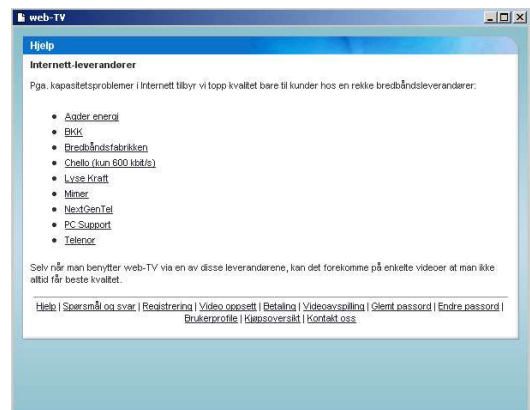 web-TV
Hjelp
Internett-leverandører
Pga. kapasitetsproblemer i Internett tilbyr vi topp kvalitet bare til kunder hos en rekke bredbåndsleverandører:
Agder energi
BKK
Bredbåndsfabrikken
Chello (kun 600 kbit/s)
Lyse Kraft
Mimer
NextGenTel
PC Support
Telenor
Selv når man benytter web-TV via en av disse leverandørene, kan det forekomme på enkelte videoer at man ikke
altid får beste kvalitet.
Hjelp | Spørsmål og svar | Registrering | Video oppsett | Betaling | Videoavspilling | Glemt passord | Endre passord |
Brukerprofile | Kjøpsoversikt | Kontakt oss